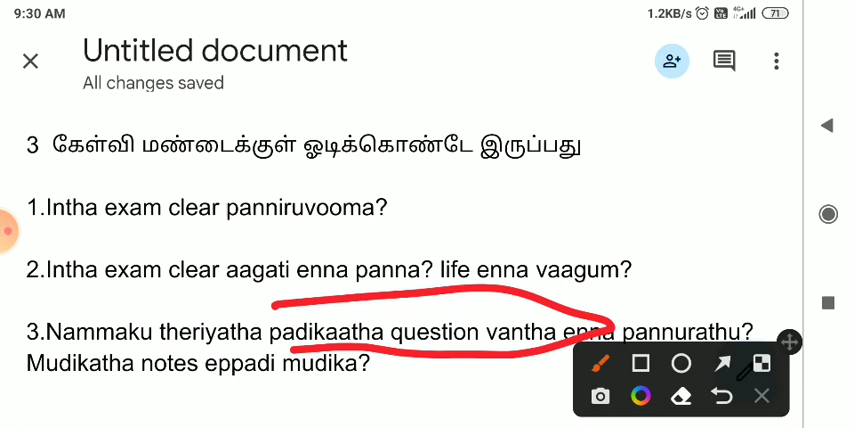 9:30 AM 1.2KB/s 4G+ 71
Untitled document
All changes saved
3 கேள்வி மண்டைக்குள் ஓடிக்கொண்டே இருப்பது
1.Intha exam clear panniruvooma?
2.Intha exam clear aagati enna panna? life enna vaagum?
3.Nammaku theriyatha padikaatha question vantha enna pannurathu?
Mudikatha notes eppadi mudika?